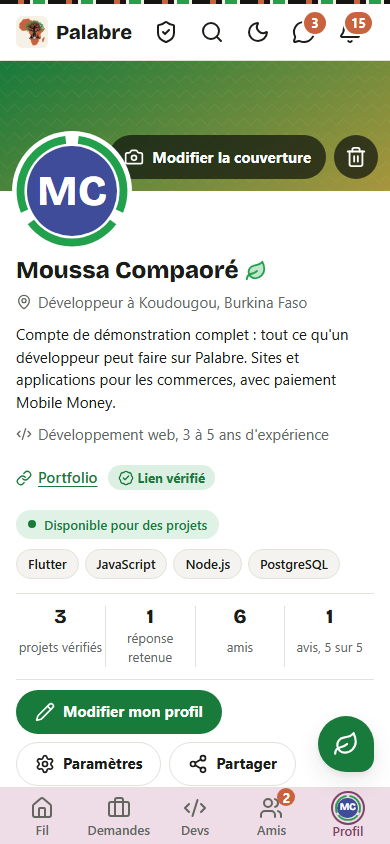 Palabre
3
15
Modifier la couverture
MC
Moussa Compaoré
Développeur à Koudougou, Burkina Faso
Compte de démonstration complet : tout ce qu'un
développeur peut faire sur Palabre. Sites et
applications pour les commerces, avec paiement
Mobile Money.
Développement web, 3 à 5 ans d'expérience
Portfolio
Lien vérifié
Disponible pour des projets
Flutter
JavaScript
Node.js
PostgreSQL
3
projets vérifiés
1
réponse
retenue
6
amis
1
avis, 5 sur 5
Modifier mon profil
Paramètres
Partager
Fil
Demandes
Devs
2
Amis
MC
Profil